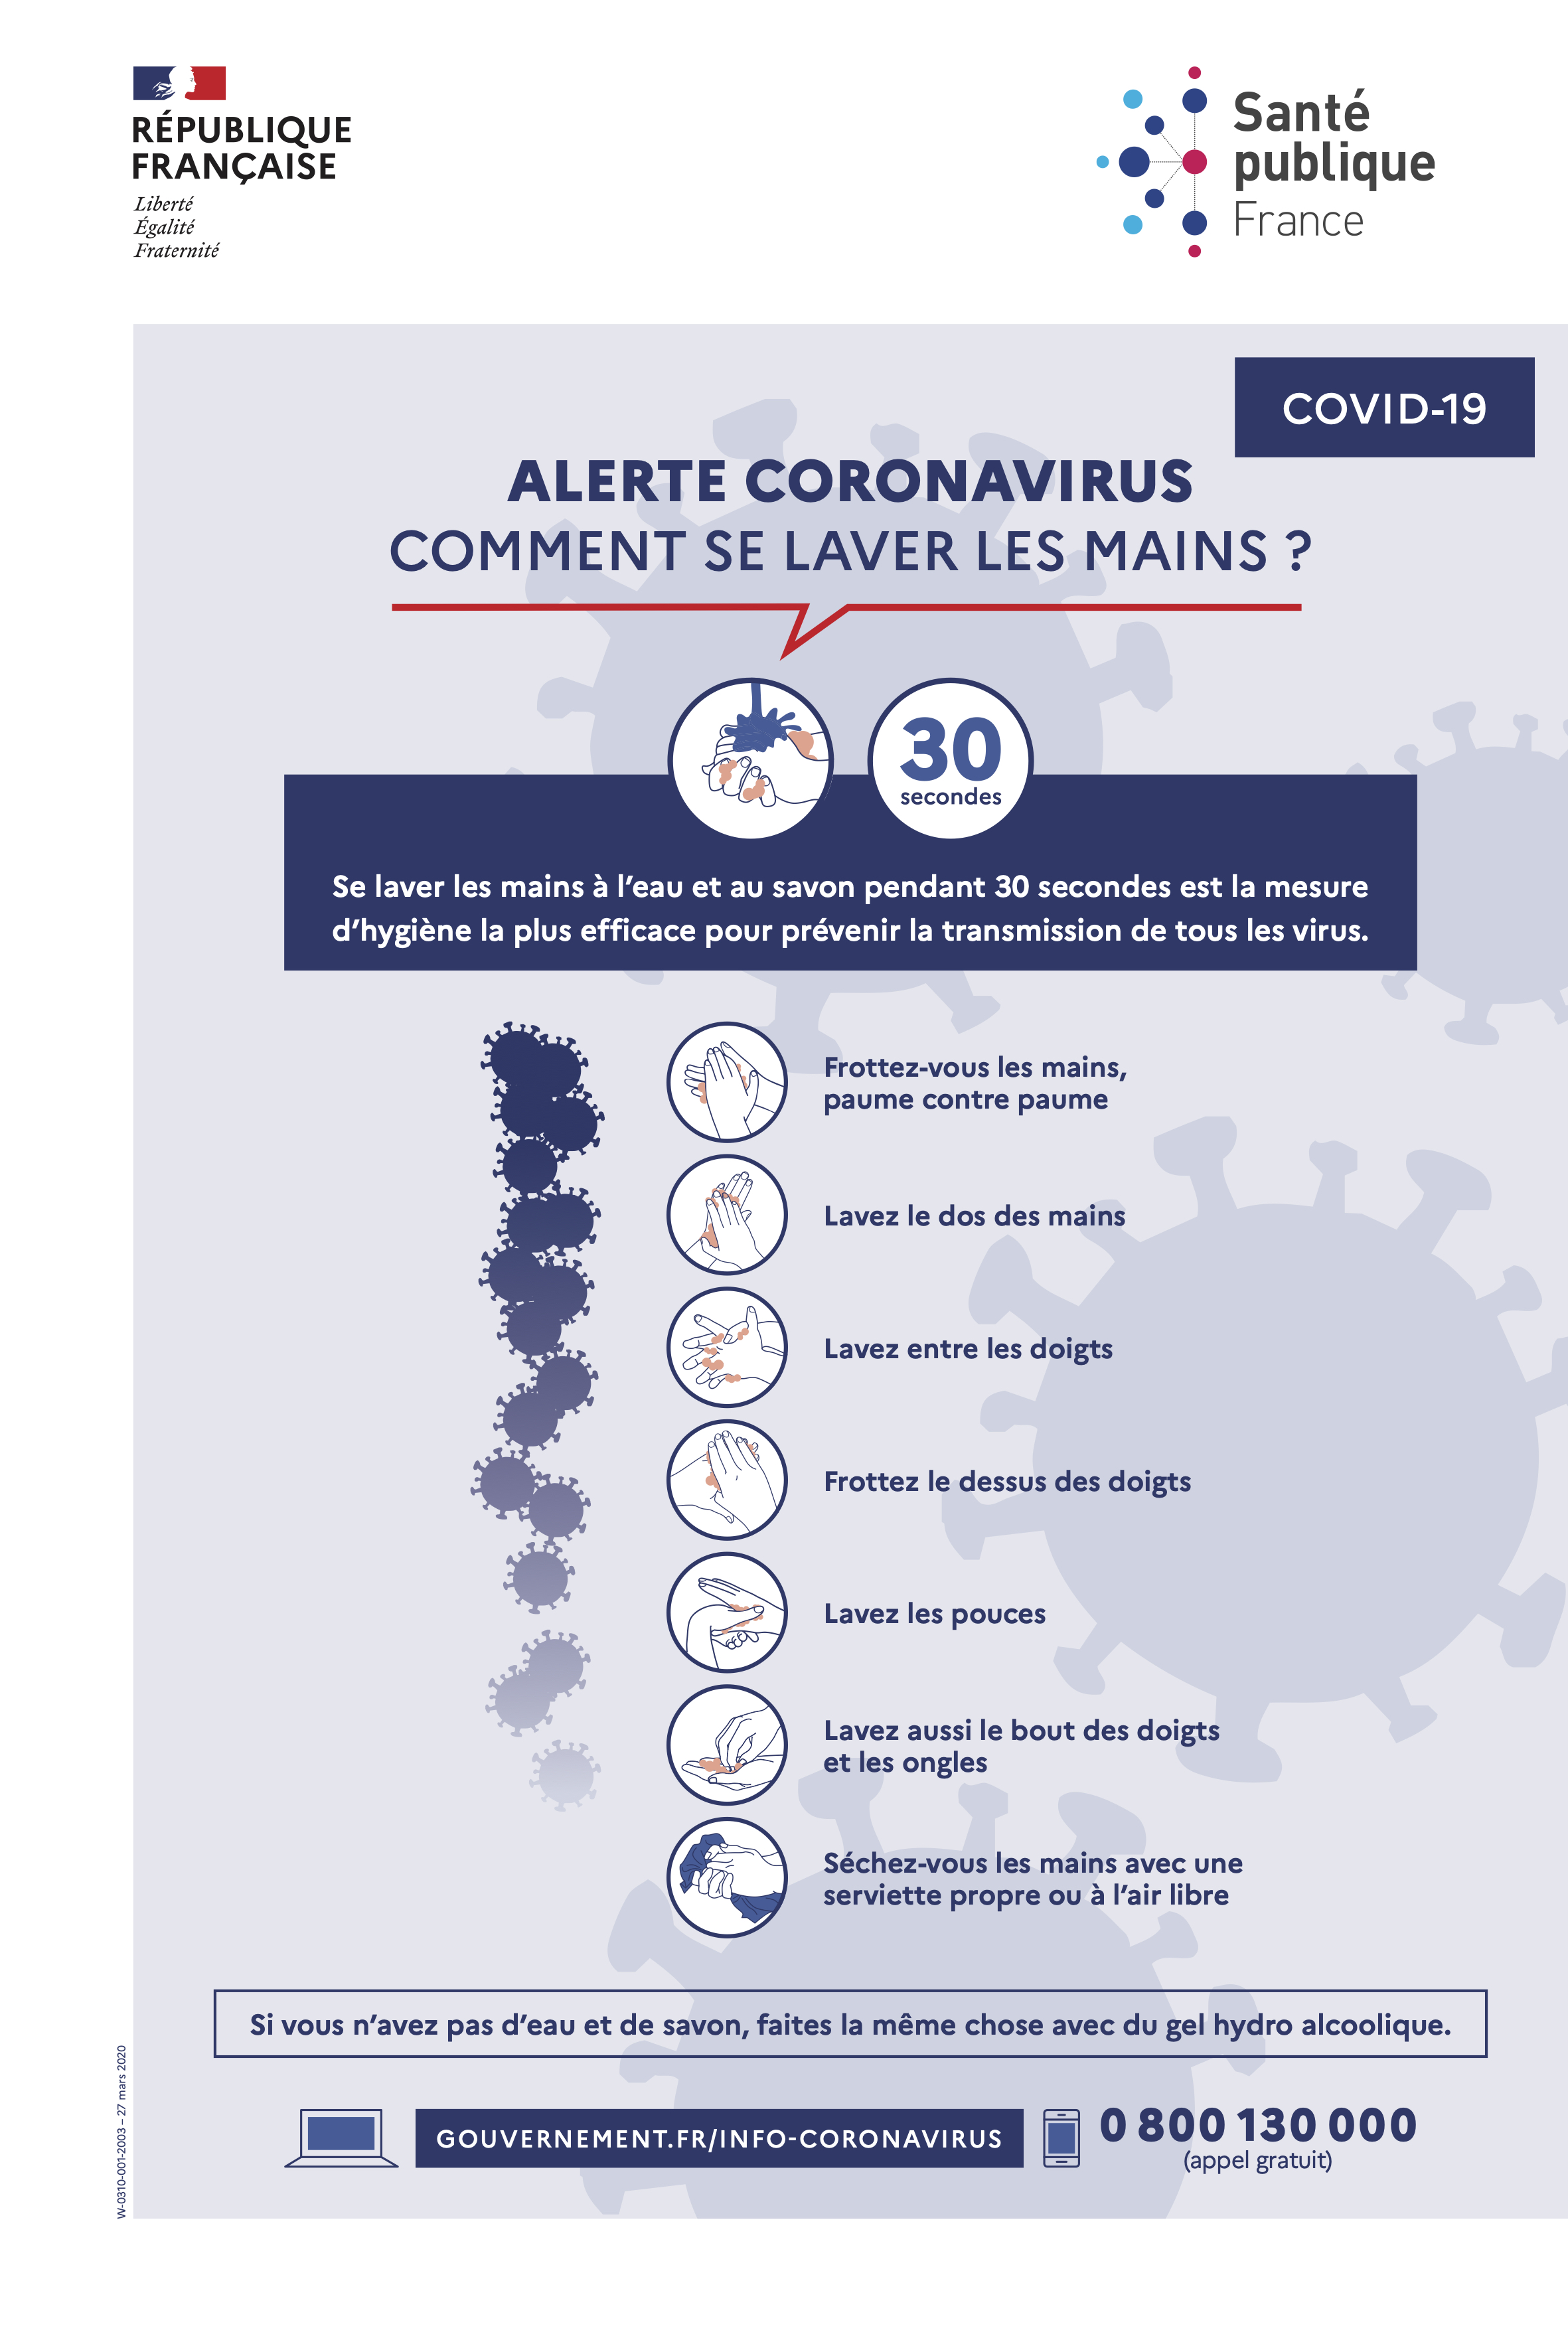 RÉPUBLIQUE
FRANÇAISE
Liberté
Égalité
Fraternité
Santé
publique
France
COVID-19
ALERTE CORONAVIRUS
COMMENT SE LAVER LES MAINS ?
30
secondes
Se laver les mains à l’eau et au savon pendant 30 secondes est la mesure
d’hygiène la plus efficace pour prévenir la transmission de tous les virus.
Frottez-vous les mains,
paume contre paume
Lavez le dos des mains
Lavez entre les doigts
Frottez le dessus des doigts
Lavez les pouces
Lavez aussi le bout des doigts
et les ongles
Séchez-vous les mains avec une
serviette propre ou à l’air libre
Si vous n’avez pas d’eau et de savon, faites la même chose avec du gel hydro alcoolique.
GOUVERNEMENT.FR/INFO-CORONAVIRUS
0 800 130 000
(appel gratuit)
W-0310-001-2003 – 27 mars 2020